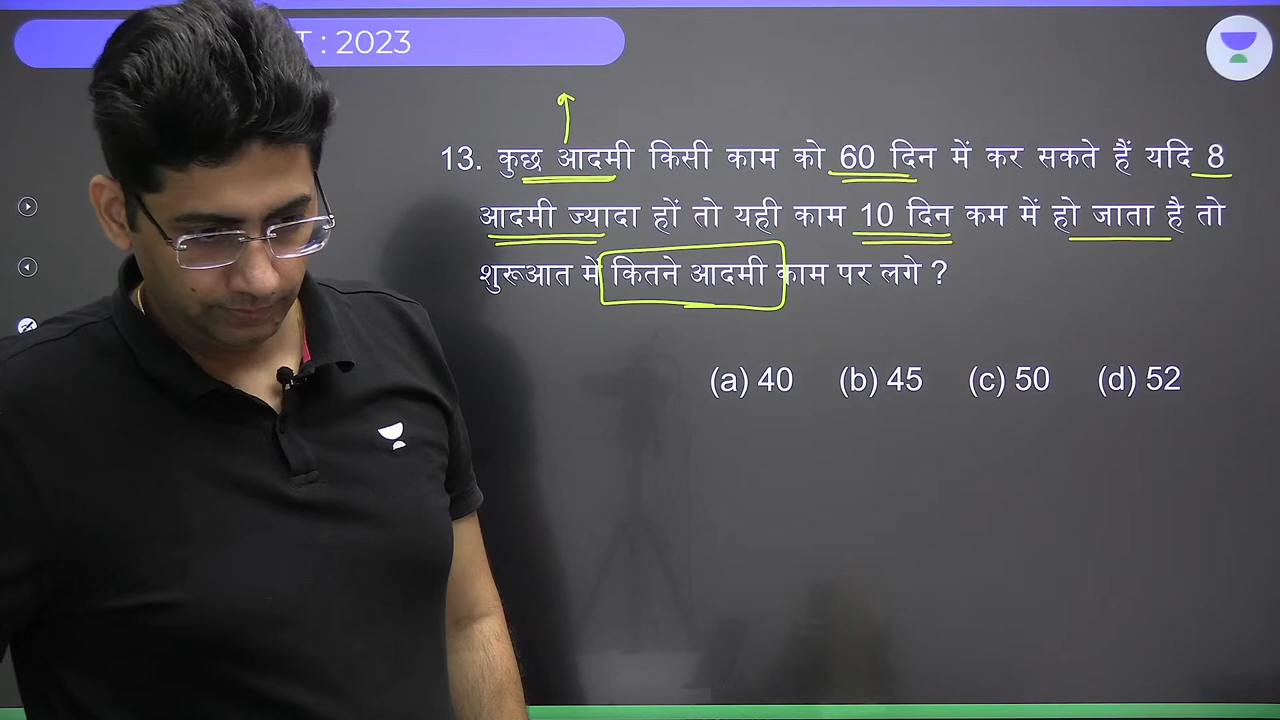 T : 2023
13. कुछ आदमी किसी काम को 60 दिन में कर सकते हैं यदि 8
आदमी ज्यादा हों तो यही काम 10 दिन कम में हो जाता है तो
शुरूआत में कितने आदमी काम पर लगे ?
(a) 40 (b) 45 (c) 50 (d) 52